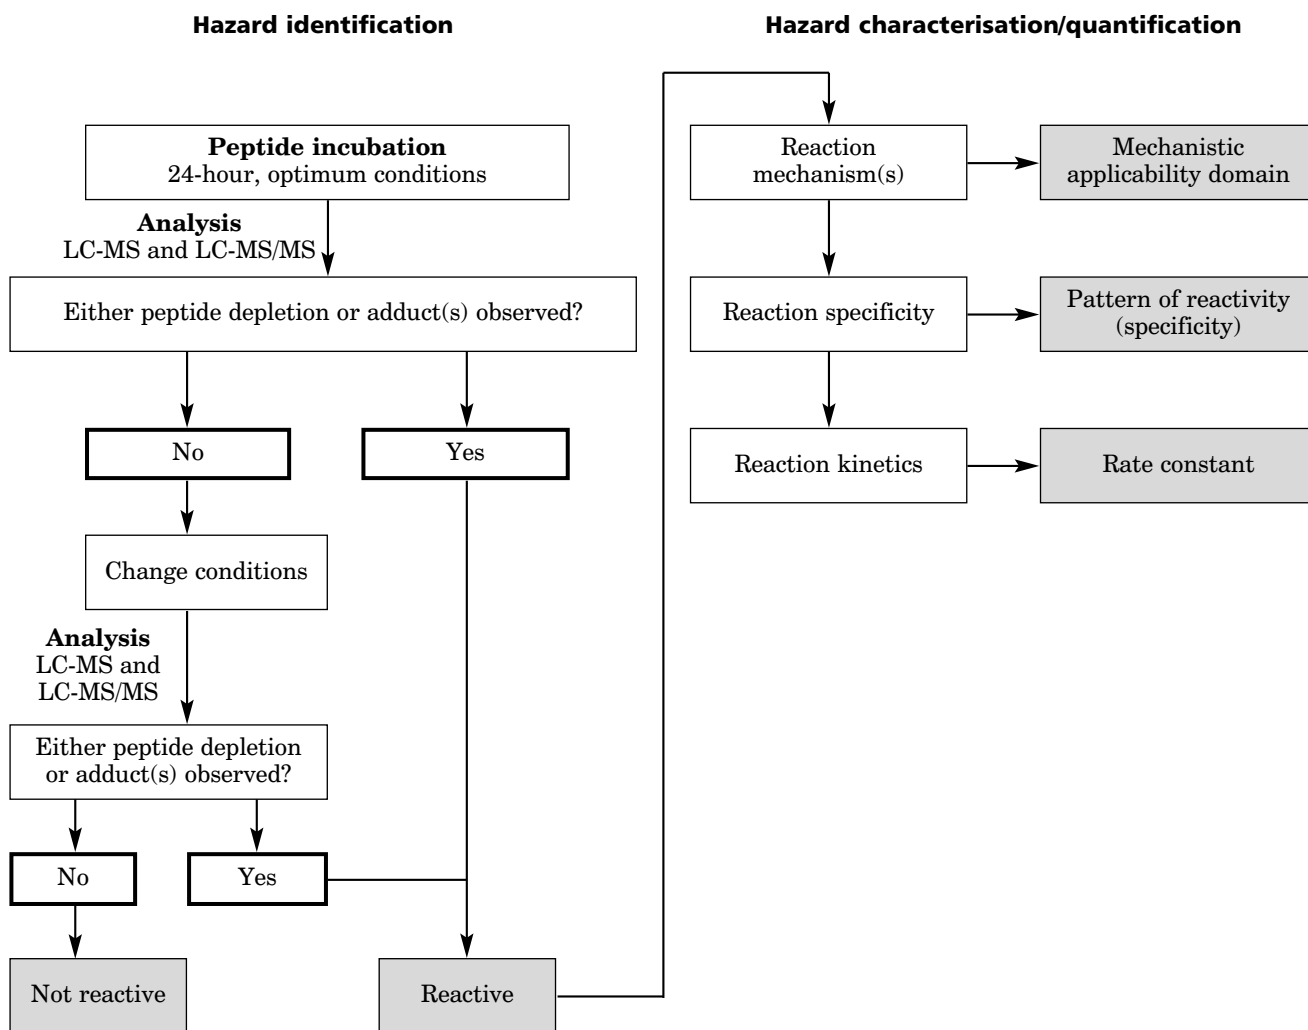 Hazard identification
Peptide incubation
24-hour, optimum conditions
Analysis
LC-MS and LC-MS/MS
Either peptide depletion or adduct(s) observed?
No
Yes
Change conditions
Analysis
LC-MS and
LC-MS/MS
Either peptide depletion
or adduct(s) observed?
No
Yes
Not reactive
Reactive
Hazard characterisation/quantification
Reaction
mechanism(s)
Mechanistic
applicability domain
Reaction specificity
Pattern of reactivity
(specificity)
Reaction kinetics
Rate constant